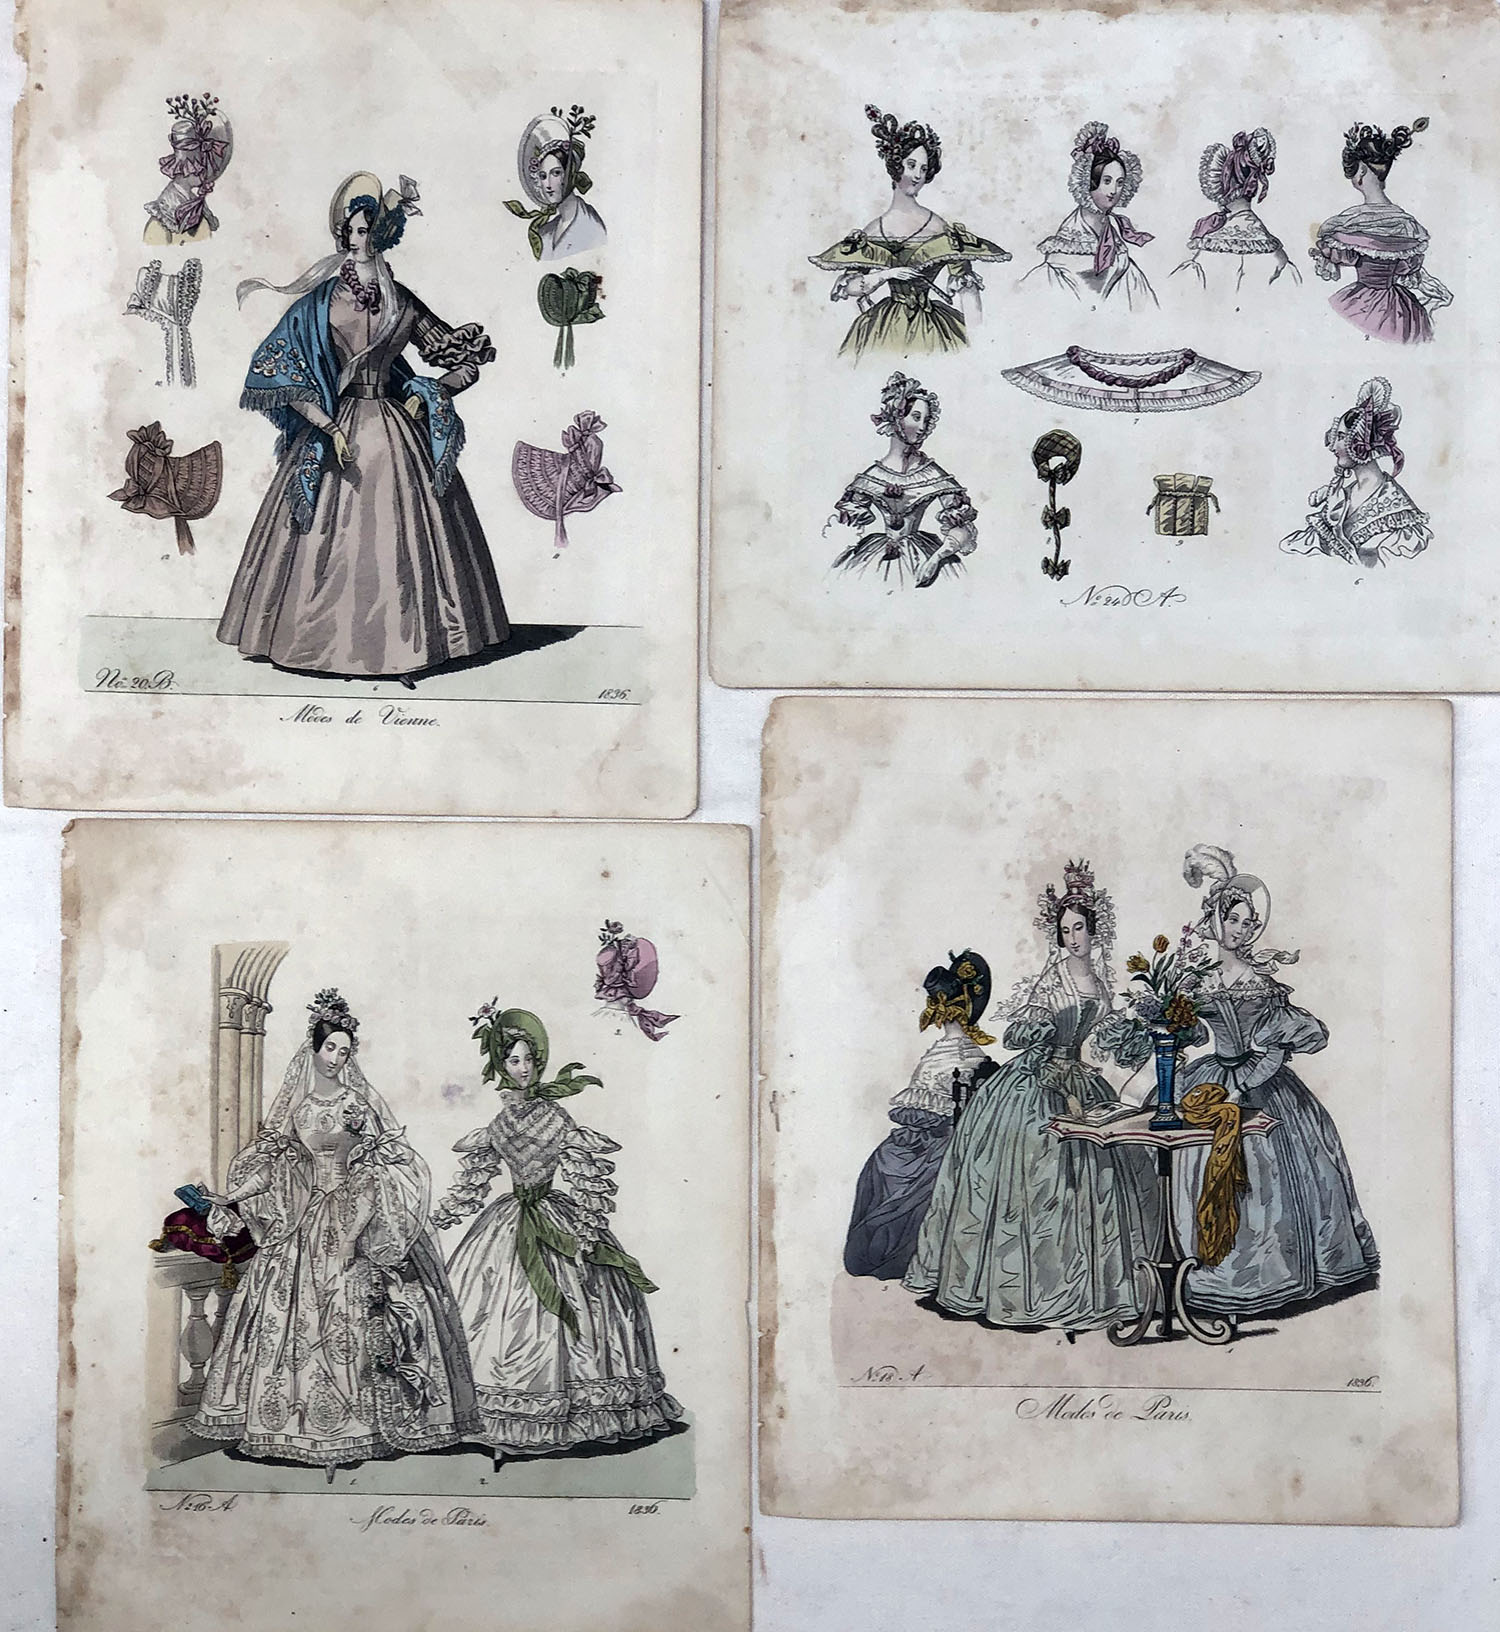 No. 20. B.
1836.
Modes de Vienne.
No. 24 A.
No. 16 A
1836.
Modes de Paris.
No. 18 A
1836.
Modes de Paris.